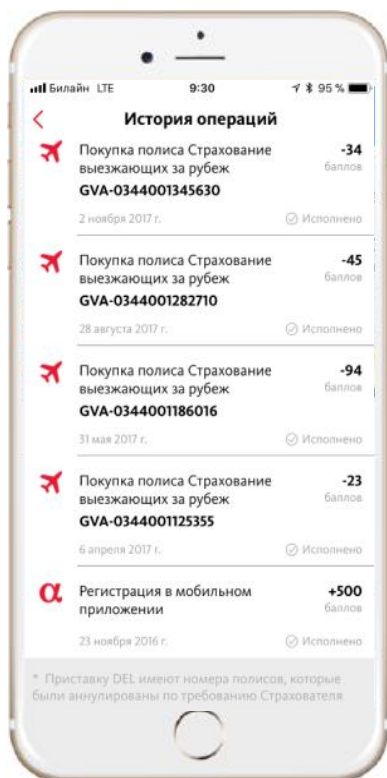 Билайн LTE 9:30 95 %
История операций
Покупка полиса Страхование -34
выезжающих за рубеж баллов
GVA-0344001345630
2 ноября 2017 г. Исполнено
Покупка полиса Страхование -45
выезжающих за рубеж баллов
GVA-0344001282710
28 августа 2017 г. Исполнено
Покупка полиса Страхование -94
выезжающих за рубеж баллов
GVA-0344001186016
31 мая 2017 г. Исполнено
Покупка полиса Страхование -23
выезжающих за рубеж баллов
GVA-0344001125355
6 апреля 2017 г. Исполнено
α Регистрация в мобильном +500
приложении баллов
23 ноября 2016 г. Исполнено
* Приставку DEL имеют номера полисов, которые
были аннулированы по требованию Страхователя